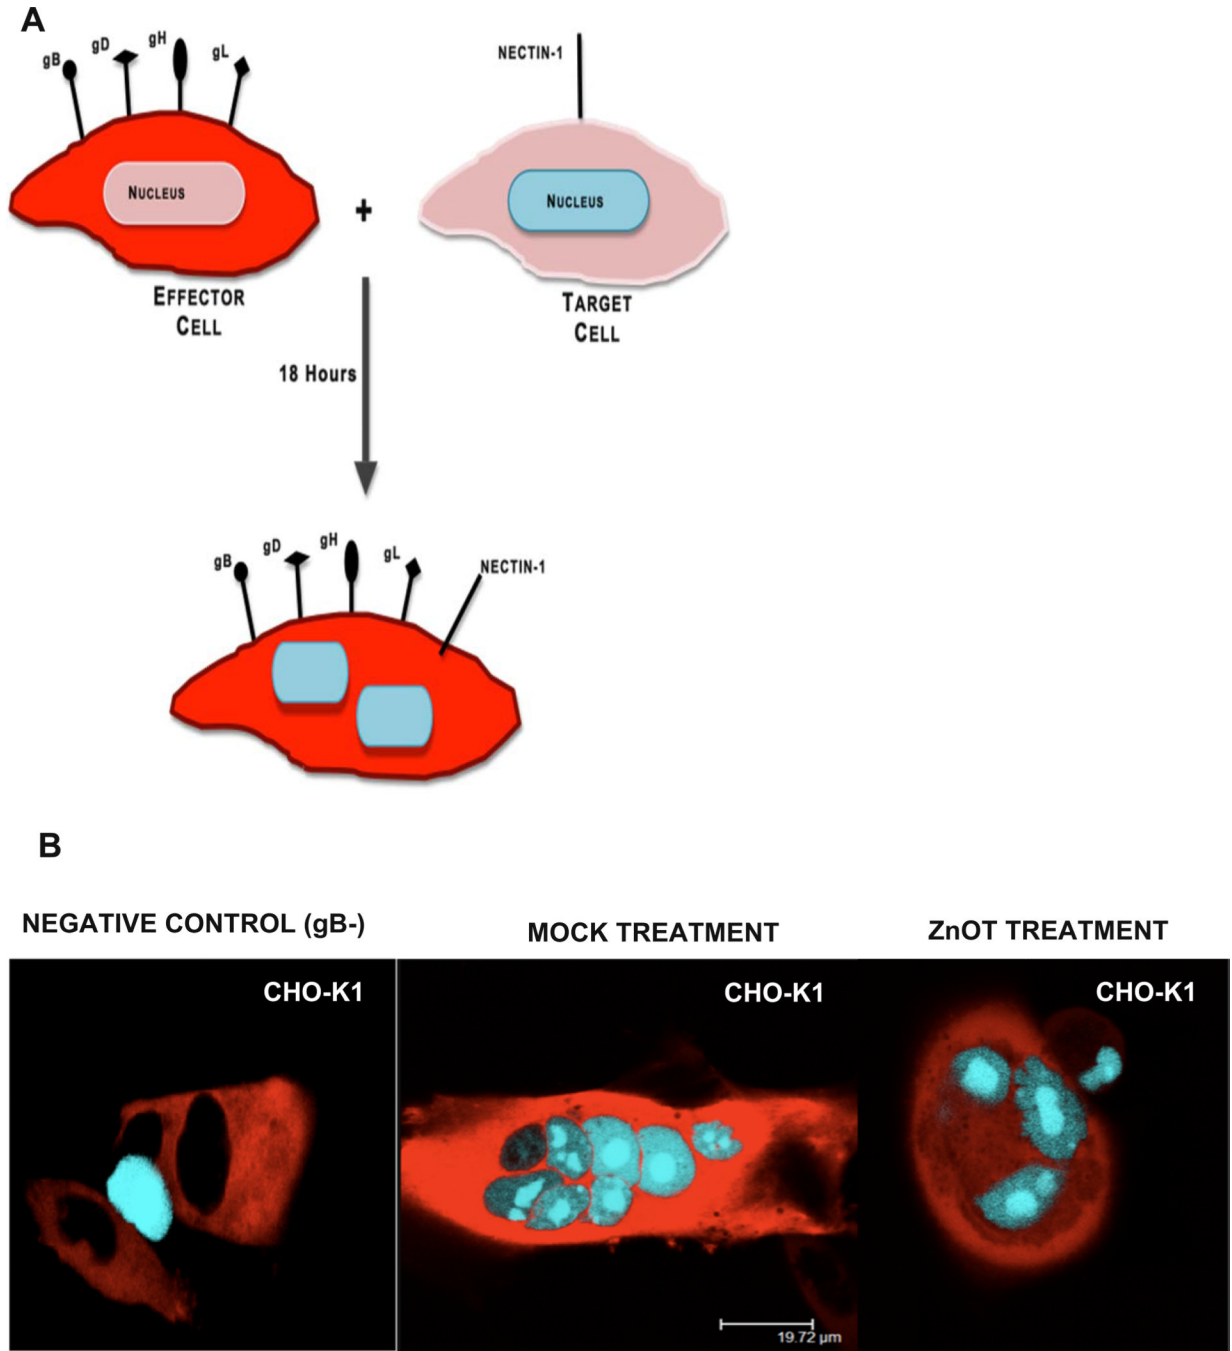 A
gB
gD
gH
gL
NECTIN-1
NUCLEUS
NUCLEUS
+
EFFECTOR
CELL
TARGET
CELL
18 Hours
gB
gD
gH
gL
NECTIN-1
B
NEGATIVE CONTROL (gB-)
MOCK TREATMENT
ZnOT TREATMENT
CHO-K1
CHO-K1
CHO-K1
19.72 µm